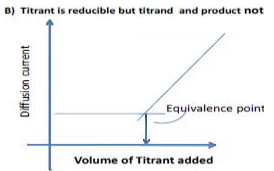 B) Titrant is reducible but titrand and product not
Diffusion current
Equivalence point
Volume of Titrant added